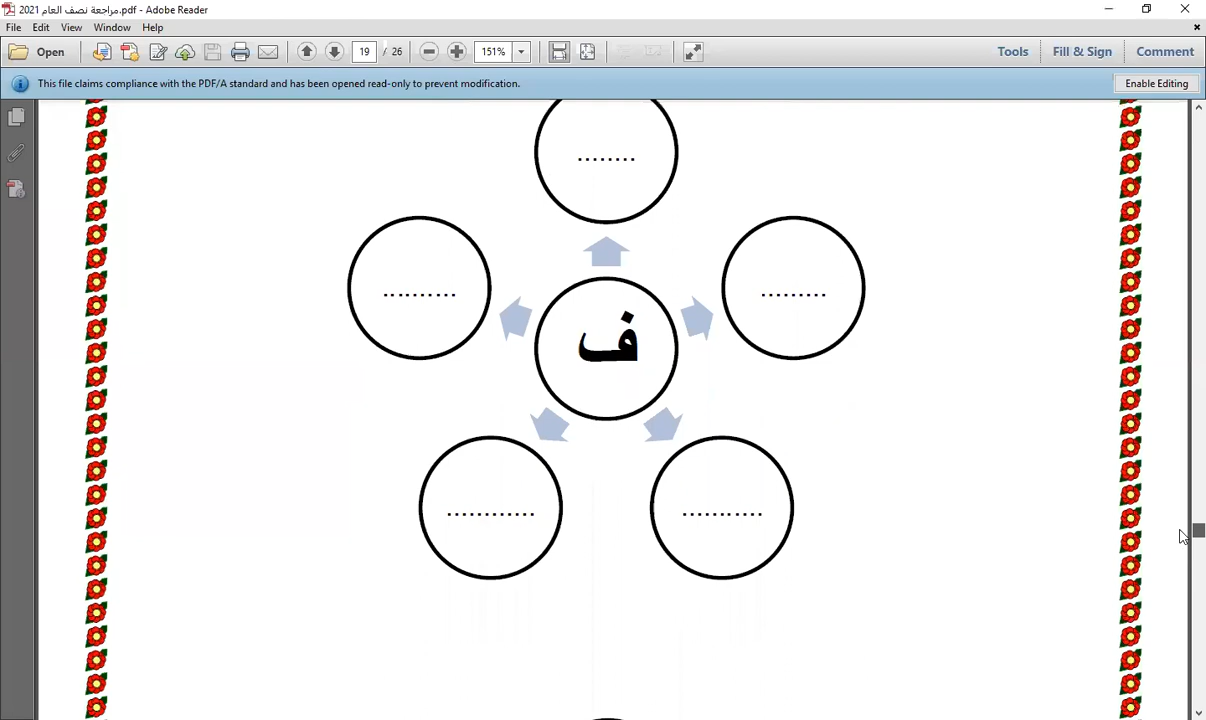 مراجعة نصف العام 2021.pdf - Adobe Reader
File Edit View Window Help
Open 19 / 26 151% Tools Fill & Sign Comment
This file claims compliance with the PDF/A standard and has been opened read-only to prevent modification. Enable Editing
........
.......... .........
ف
............ ...........